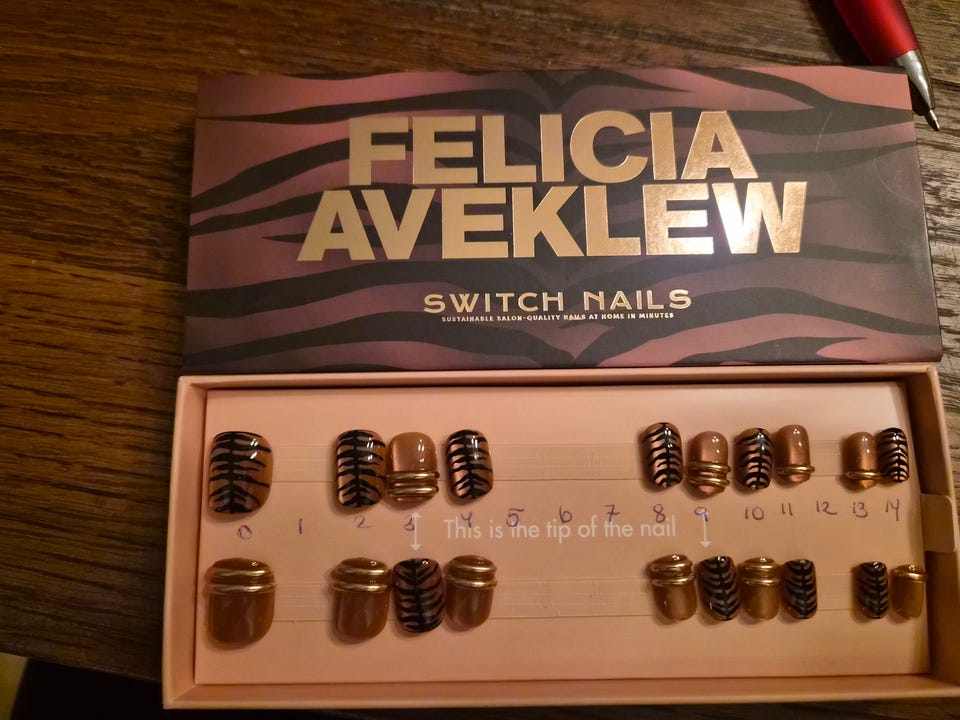 FELICIA
AVEKLEW
SWITCH NAILS
SUSTAINABLE SALON-QUALITY NAILS AT HOME IN MINUTES
0 1 2 3 4 5 6 7 8 9 10 11 12 13 14
This is the tip of the nail